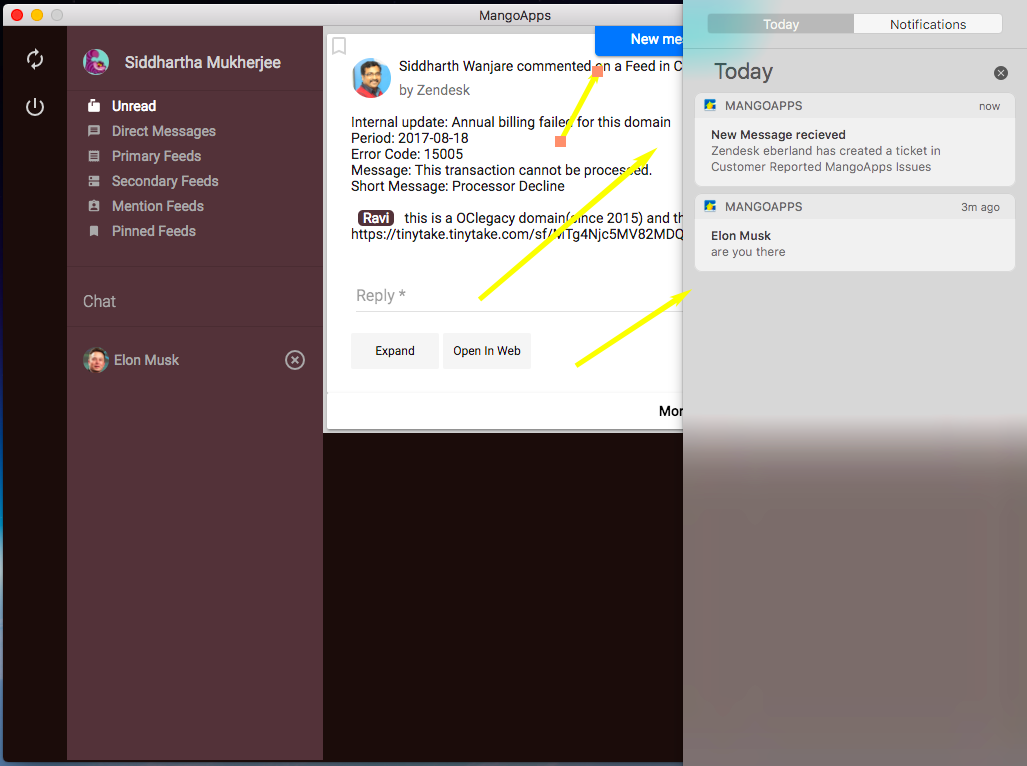 MangoApps
Siddhartha Mukherjee
Unread
Direct Messages
Primary Feeds
Secondary Feeds
Mention Feeds
Pinned Feeds
Chat
Elon Musk
New mes
Siddharth Wanjare commented on a Feed in C
by Zendesk
Internal update: Annual billing failed for this domain
Period: 2017-08-18
Error Code: 15005
Message: This transaction cannot be processed.
Short Message: Processor Decline
Ravi this is a OClegacy domain(since 2015) and th
https://tinytake.tinytake.com/sf/MTg4Njc5MV82MDQ
Reply *
Expand
Open In Web
Mor
Today
Notifications
Today
MANGOAPPS
now
New Message recieved
Zendesk eberland has created a ticket in
Customer Reported MangoApps Issues
MANGOAPPS
3m ago
Elon Musk
are you there